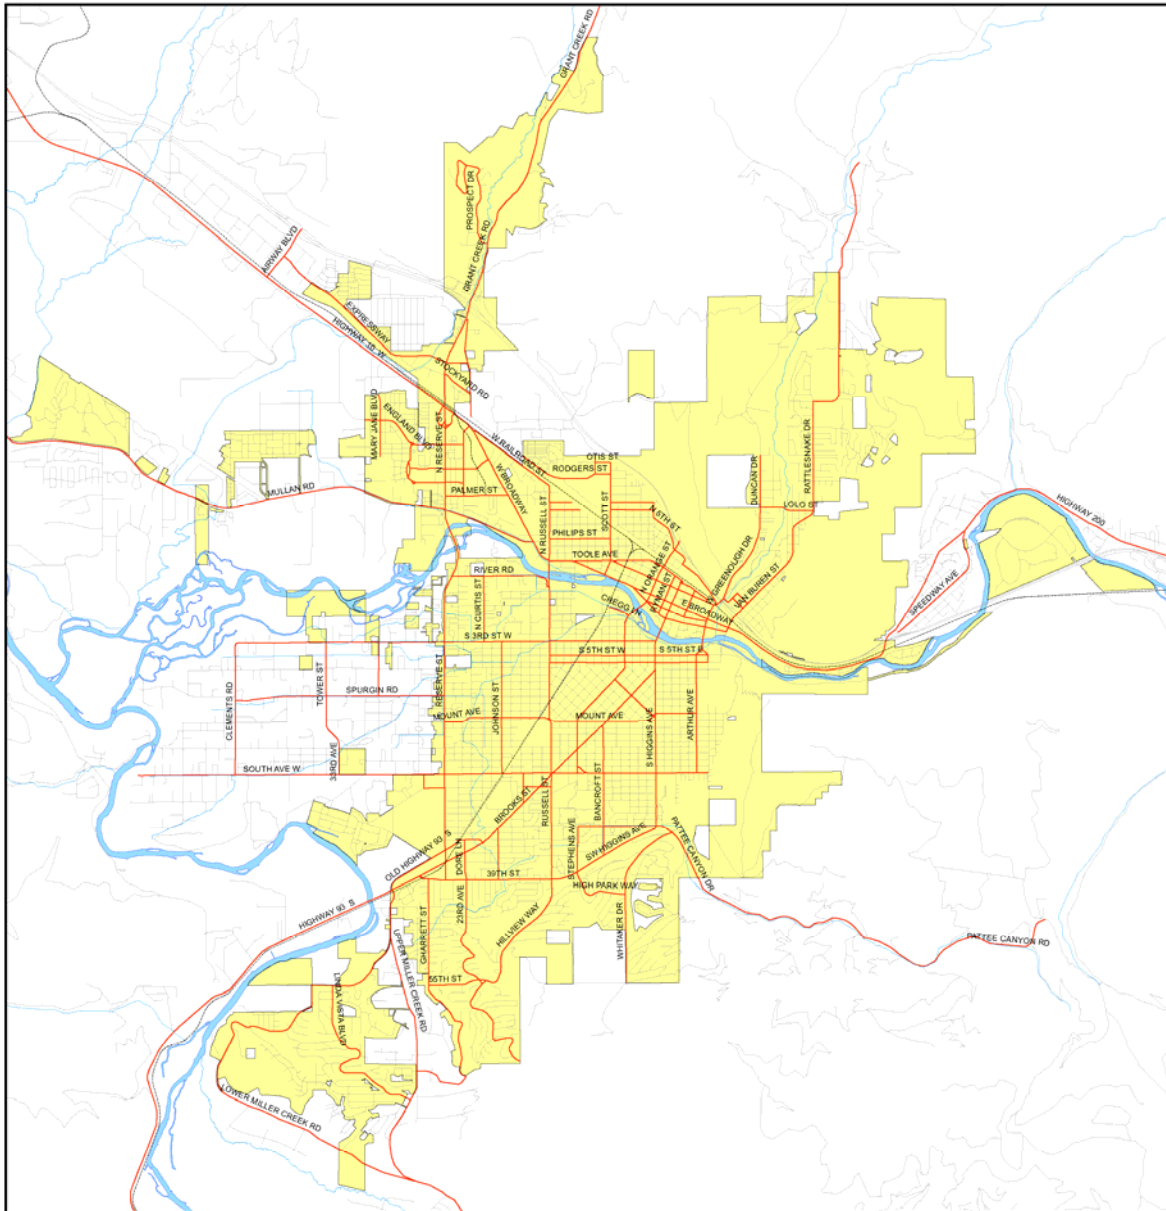 GRANT CREEK RD
PROSPECT DR
GRANT CREEK RD
AIRWAY BLVD
EXPRESSWAY
HIGHWAY 10 W
STOCKYARD RD
MARY JANE BLVD
ENGLAND BLVD
N RESERVE ST
W RAILROAD ST
OTIS ST
RODGERS ST
W BROADWAY
PALMER ST
MULLAN RD
N RUSSELL ST
SCOTT ST
N 5TH ST
PHILIPS ST
TOOLE AVE
DUNCAN DR
RATTLESNAKE DR
LOLO ST
HIGHWAY 200
SPEEDWAY AVE
N ORANGE ST
RYMAN ST
GREENOUGH DR
VAN BUREN ST
E BROADWAY
CREGG LN
RIVER RD
N CURTIS ST
S 3RD ST W
S 5TH ST W
S 5TH ST E
CLEMENTS RD
TOWER ST
SPURGIN RD
RESERVE ST
JOHNSON ST
MOUNT AVE
MOUNT AVE
S HIGGINS AVE
ARTHUR AVE
33RD AVE
SOUTH AVE W
BROOKS ST
RUSSELL ST
BANCROFT ST
STEPHENS AVE
SW HIGGINS AVE
PATTEE CANYON DR
OLD HIGHWAY 93 S
DORE LN
39TH ST
HIGH PARK WAY
HIGHWAY 93 S
GHARRETT ST
23RD AVE
HILLVIEW WAY
WHITAKER DR
PATTEE CANYON RD
UPPER MILLER CREEK RD
55TH ST
LINDA VISTA BLVD
LOWER MILLER CREEK RD